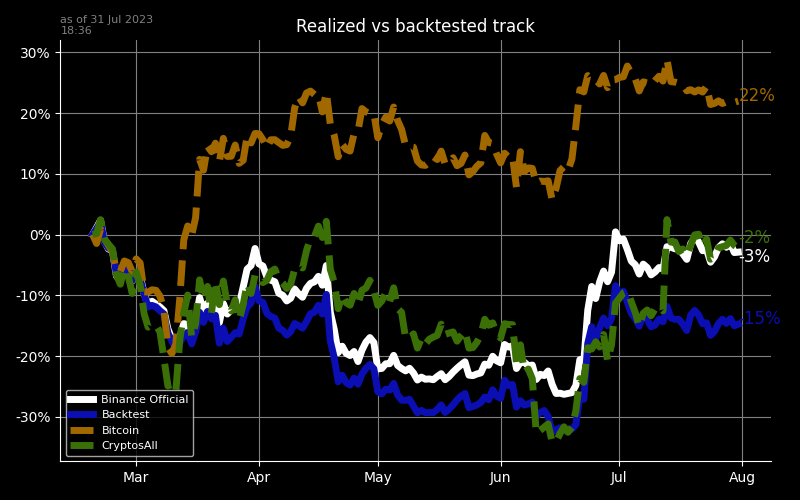 as of 31 Jul 2023
18:36
Realized vs backtested track
30%
20%
10%
0%
-10%
-20%
-30%
22%
-2%
-3%
-15%
Binance Official
Backtest
Bitcoin
CryptosAll
Mar Apr May Jun Jul Aug